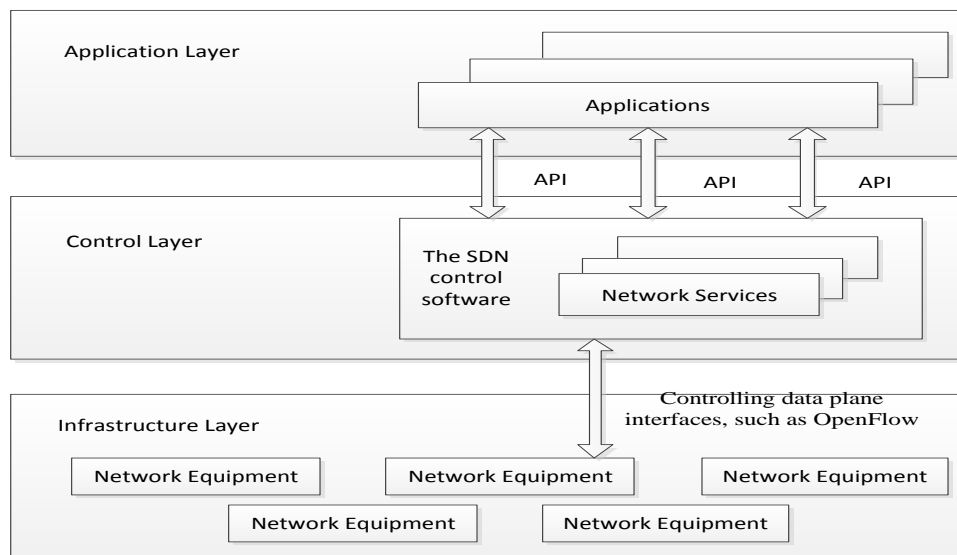 Application Layer
Applications
API
API
API
Control Layer
The SDN
control
software
Network Services
Controlling data plane
interfaces, such as OpenFlow
Infrastructure Layer
Network Equipment
Network Equipment
Network Equipment
Network Equipment
Network Equipment